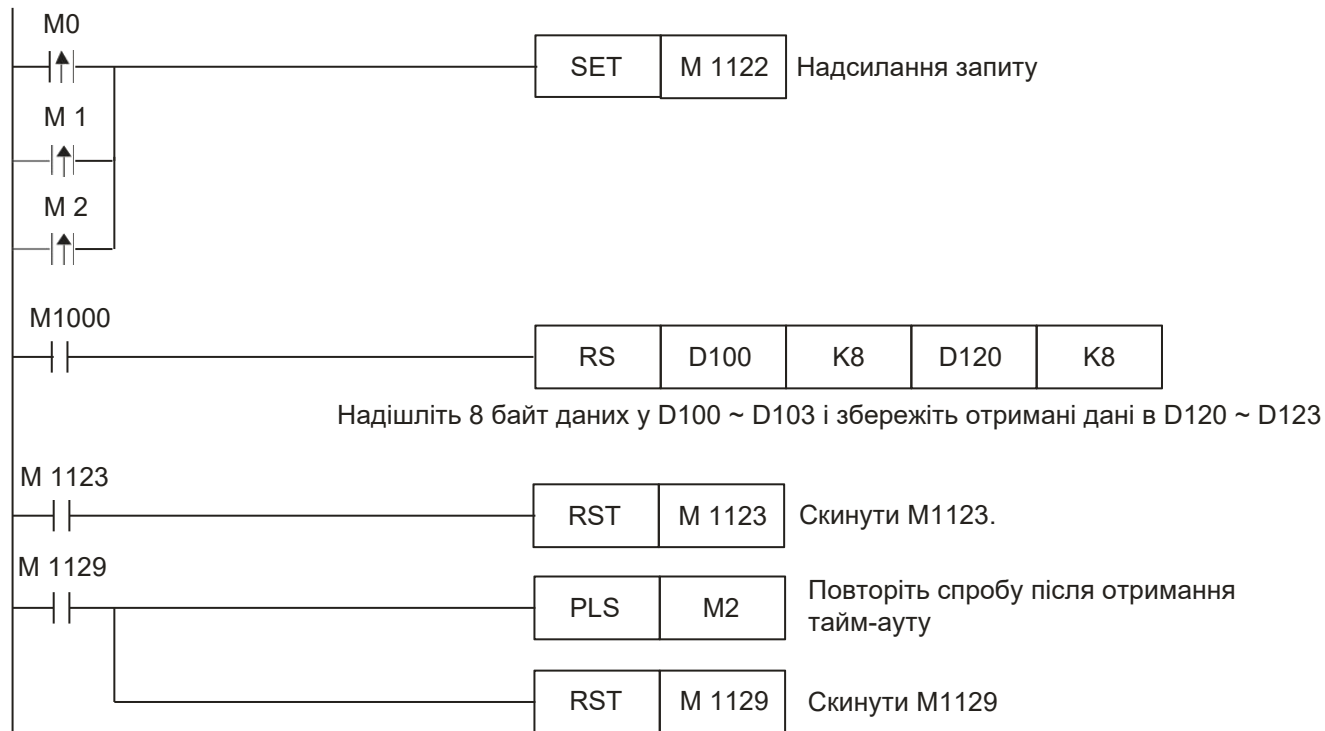 M0
SET M 1122 Надсилання запиту
M 1
M 2
M1000
RS D100 K8 D120 K8
Надішліть 8 байт даних у D100 ~ D103 і збережіть отримані дані в D120 ~ D123
M 1123
RST M 1123 Скинути M1123.
M 1129
PLS M2 Повторіть спробу після отримання
тайм-ауту
RST M 1129 Скинути M1129